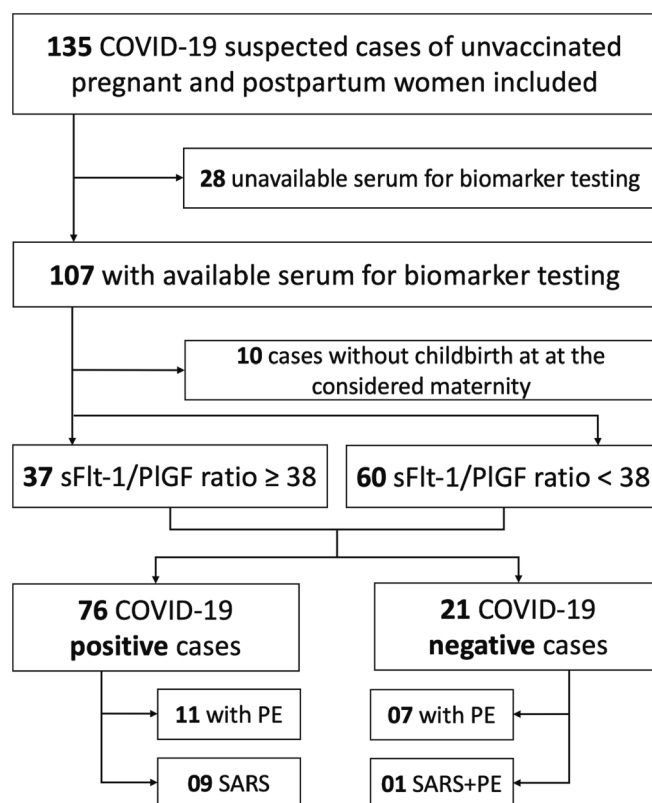 135 COVID-19 suspected cases of unvaccinated
pregnant and postpartum women included
28 unavailable serum for biomarker testing
107 with available serum for biomarker testing
10 cases without childbirth at at the
considered maternity
37 sFlt-1/PlGF ratio ≥ 38
60 sFlt-1/PlGF ratio < 38
76 COVID-19
positive cases
21 COVID-19
negative cases
11 with PE
07 with PE
09 SARS
01 SARS+PE